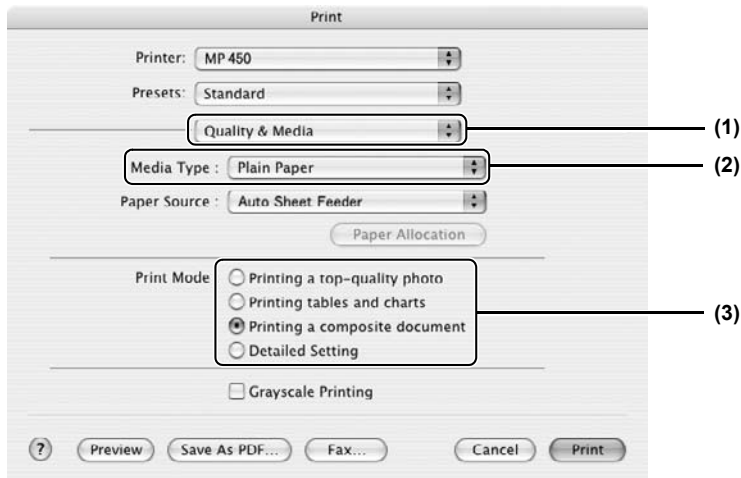 Print
Printer: MP 450
Presets: Standard
Quality & Media
(1)
Media Type : Plain Paper
(2)
Paper Source : Auto Sheet Feeder
Paper Allocation
Print Mode
Printing a top-quality photo
Printing tables and charts
(3)
Printing a composite document
Detailed Setting
Grayscale Printing
? Preview Save As PDF... Fax... Cancel Print